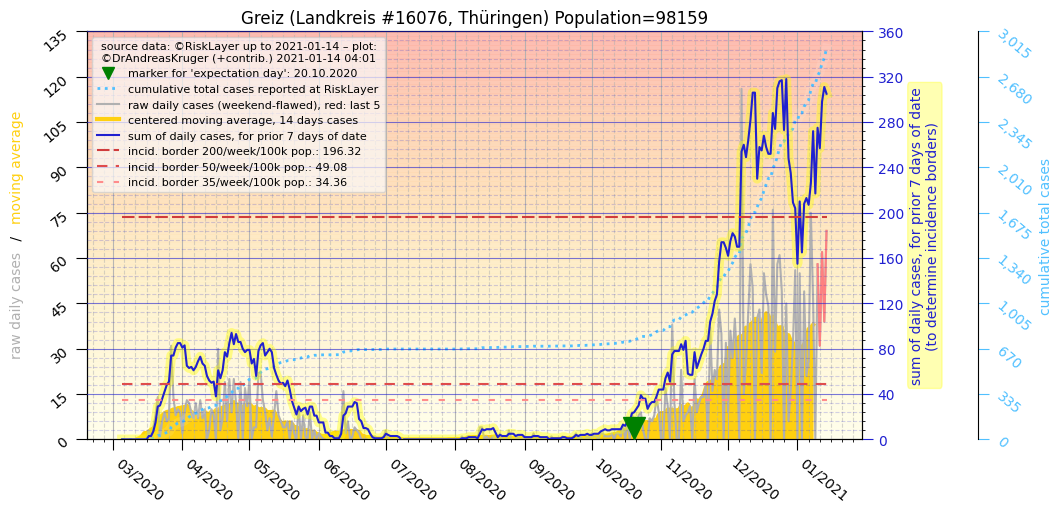 Greiz (Landkreis #16076, Thüringen) Population=98159
source data: ©RiskLayer up to 2021-01-14 – plot:
©DrAndreasKruger (+contrib.) 2021-01-14 04:01
marker for 'expectation day': 20.10.2020
cumulative total cases reported at RiskLayer
raw daily cases (weekend-flawed), red: last 5
centered moving average, 14 days cases
sum of daily cases, for prior 7 days of date
incid. border 200/week/100k pop.: 196.32
incid. border 50/week/100k pop.: 49.08
incid. border 35/week/100k pop.: 34.36
raw daily cases / moving average
135
120
105
90
75
60
45
30
15
0
03/2020
04/2020
05/2020
06/2020
07/2020
08/2020
09/2020
10/2020
11/2020
12/2020
01/2021
360
320
280
240
200
160
120
80
40
0
sum of daily cases, for prior 7 days of date
(to determine incidence borders)
3,015
2,680
2,345
2,010
1,675
1,340
1,005
670
335
0
cumulative total cases